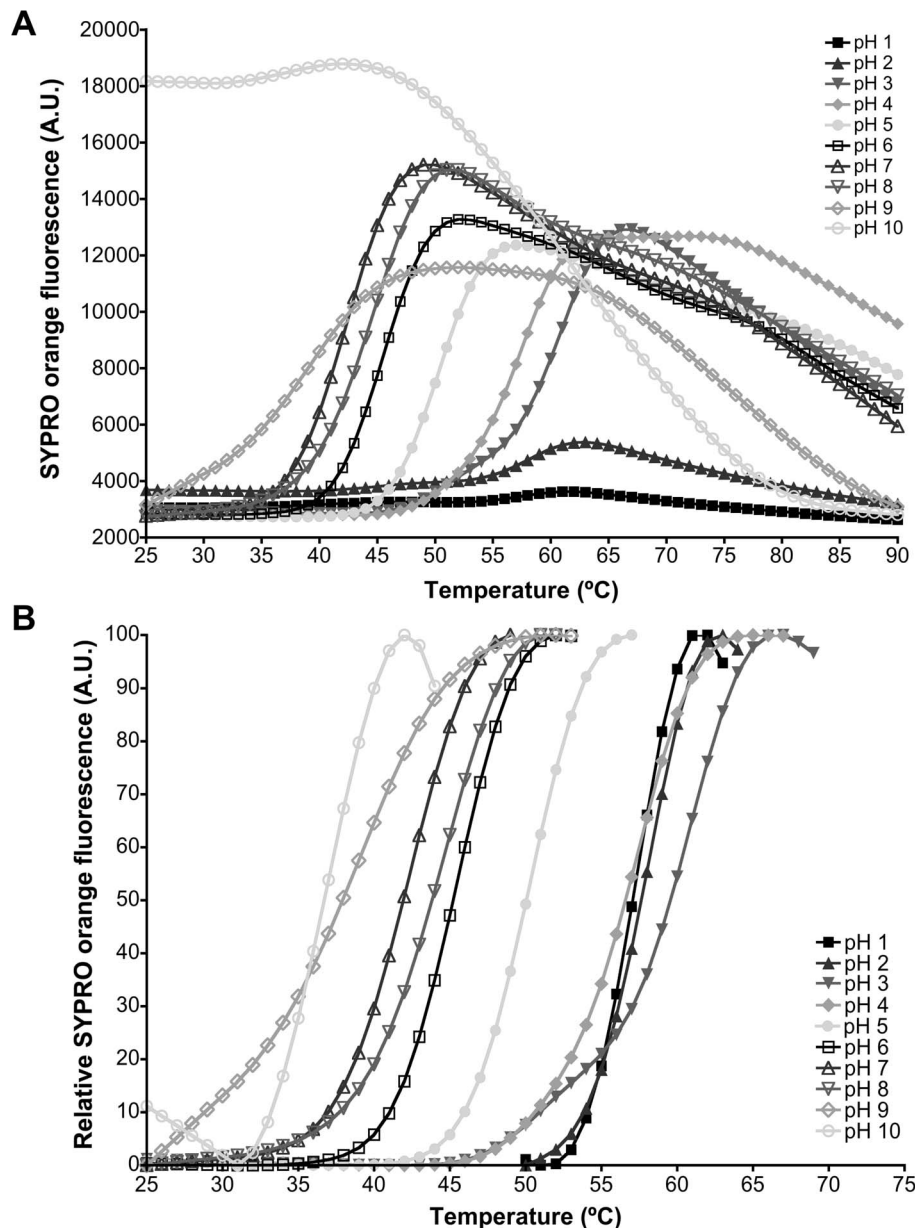 A
SYPRO orange fluorescence (A.U.)
20000
18000
16000
14000
12000
10000
8000
6000
4000
2000
25 30 35 40 45 50 55 60 65 70 75 80 85 90
Temperature (ºC)
pH 1
pH 2
pH 3
pH 4
pH 5
pH 6
pH 7
pH 8
pH 9
pH 10
B
Relative SYPRO orange fluorescence (A.U.)
100
90
80
70
60
50
40
30
20
10
0
25 30 35 40 45 50 55 60 65 70 75
Temperature (ºC)
pH 1
pH 2
pH 3
pH 4
pH 5
pH 6
pH 7
pH 8
pH 9
pH 10